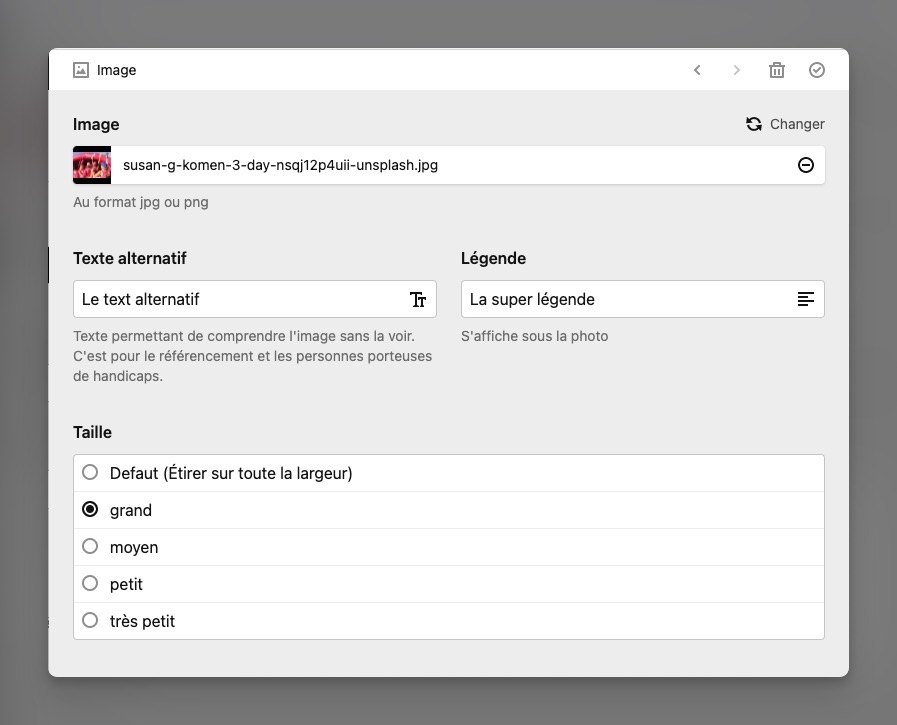 Image
Image
Changer
susan-g-komen-3-day-nsqj12p4uii-unsplash.jpg
Au format jpg ou png
Texte alternatif
Le text alternatif
Texte permettant de comprendre l'image sans la voir.
C'est pour le référencement et les personnes porteuses
de handicaps.
Légende
La super légende
S'affiche sous la photo
Taille
Defaut (Étirer sur toute la largeur)
grand
moyen
petit
très petit